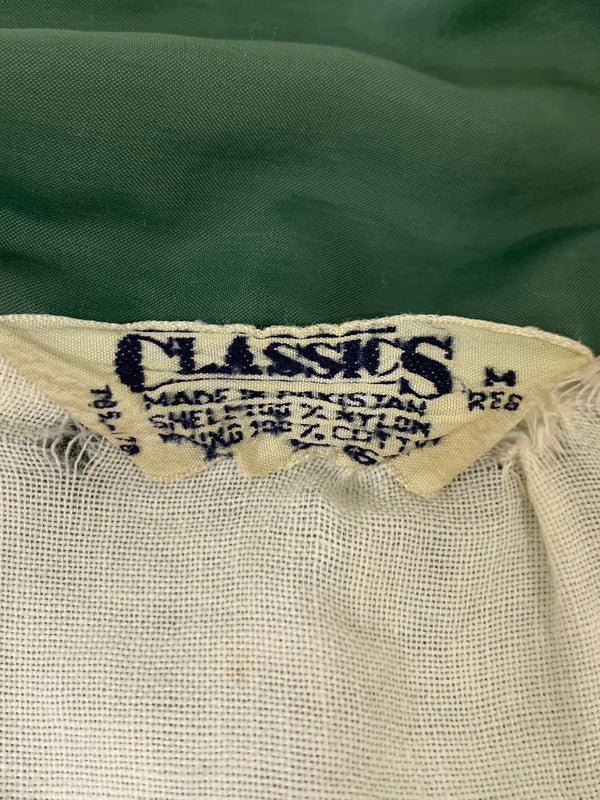 CLASSICS
MADE IN PAKISTAN
SHELL 100 % NYLON
LINING 100 % COTTON
M
REG